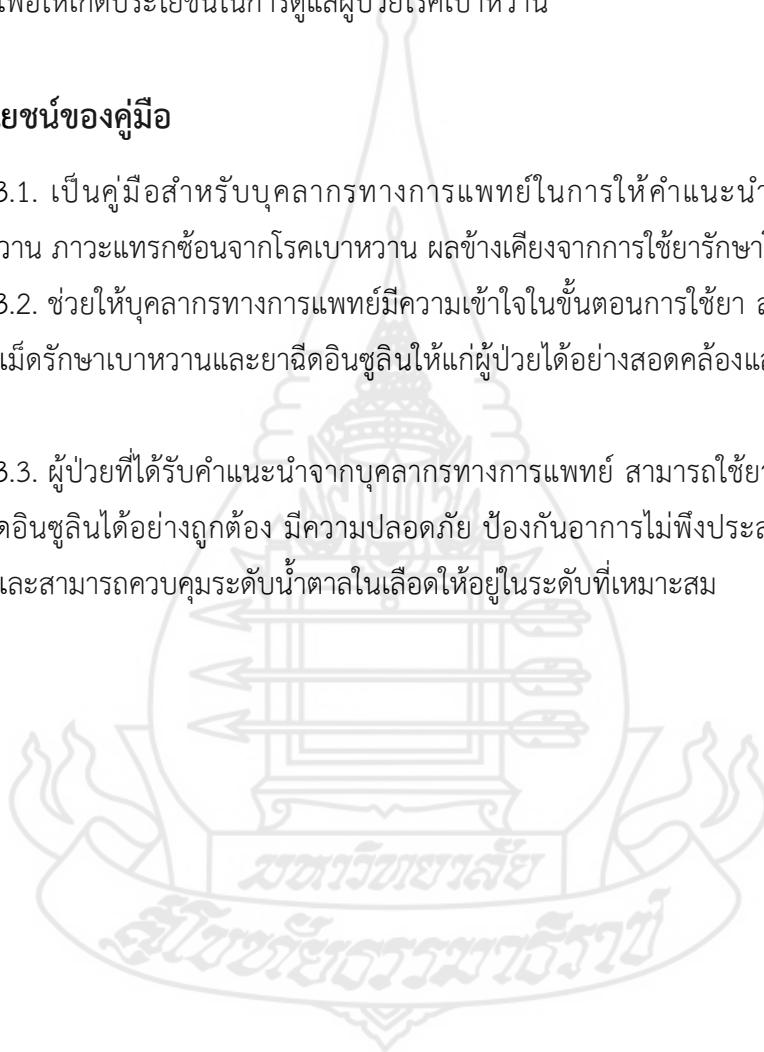 เพื่อให้เกิดประโยชน์ในการดูแลผู้ป่วยโรคเบาหวาน
ยชน์ของคู่มือ
3.1. เป็นคู่มือสำหรับบุคลากรทางการแพทย์ในการให้คำแนะนำ
วาน ภาวะแทรกซ้อนจากโรคเบาหวาน ผลข้างเคียงจากการใช้ยารักษา
3.2. ช่วยให้บุคลากรทางการแพทย์มีความเข้าใจในขั้นตอนการใช้ยา
เม็ดรักษาเบาหวานและยาฉีดอินซูลินให้แก่ผู้ป่วยได้อย่างสอดคล้อง
3.3. ผู้ป่วยที่ได้รับคำแนะนำจากบุคลากรทางการแพทย์ สามารถใช้ยา
ดอินซูลินได้อย่างถูกต้อง มีความปลอดภัย ป้องกันอาการไม่พึงประส
และสามารถควบคุมระดับน้ำตาลในเลือดให้อยู่ในระดับที่เหมาะสม
มหาวิทยาลัย
สุโขทัยธรรมาธิราช